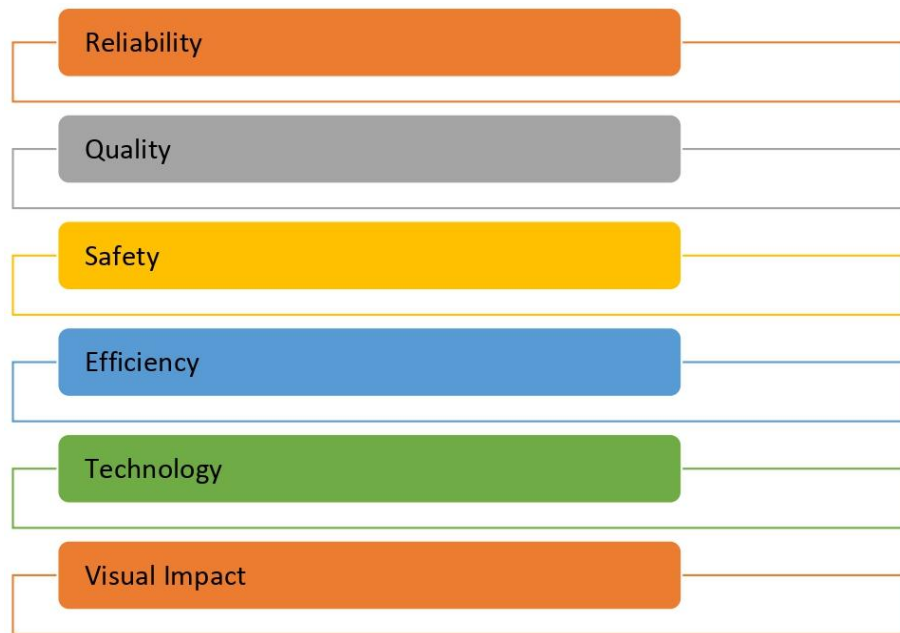 Reliability
Quality
Safety
Efficiency
Technology
Visual Impact